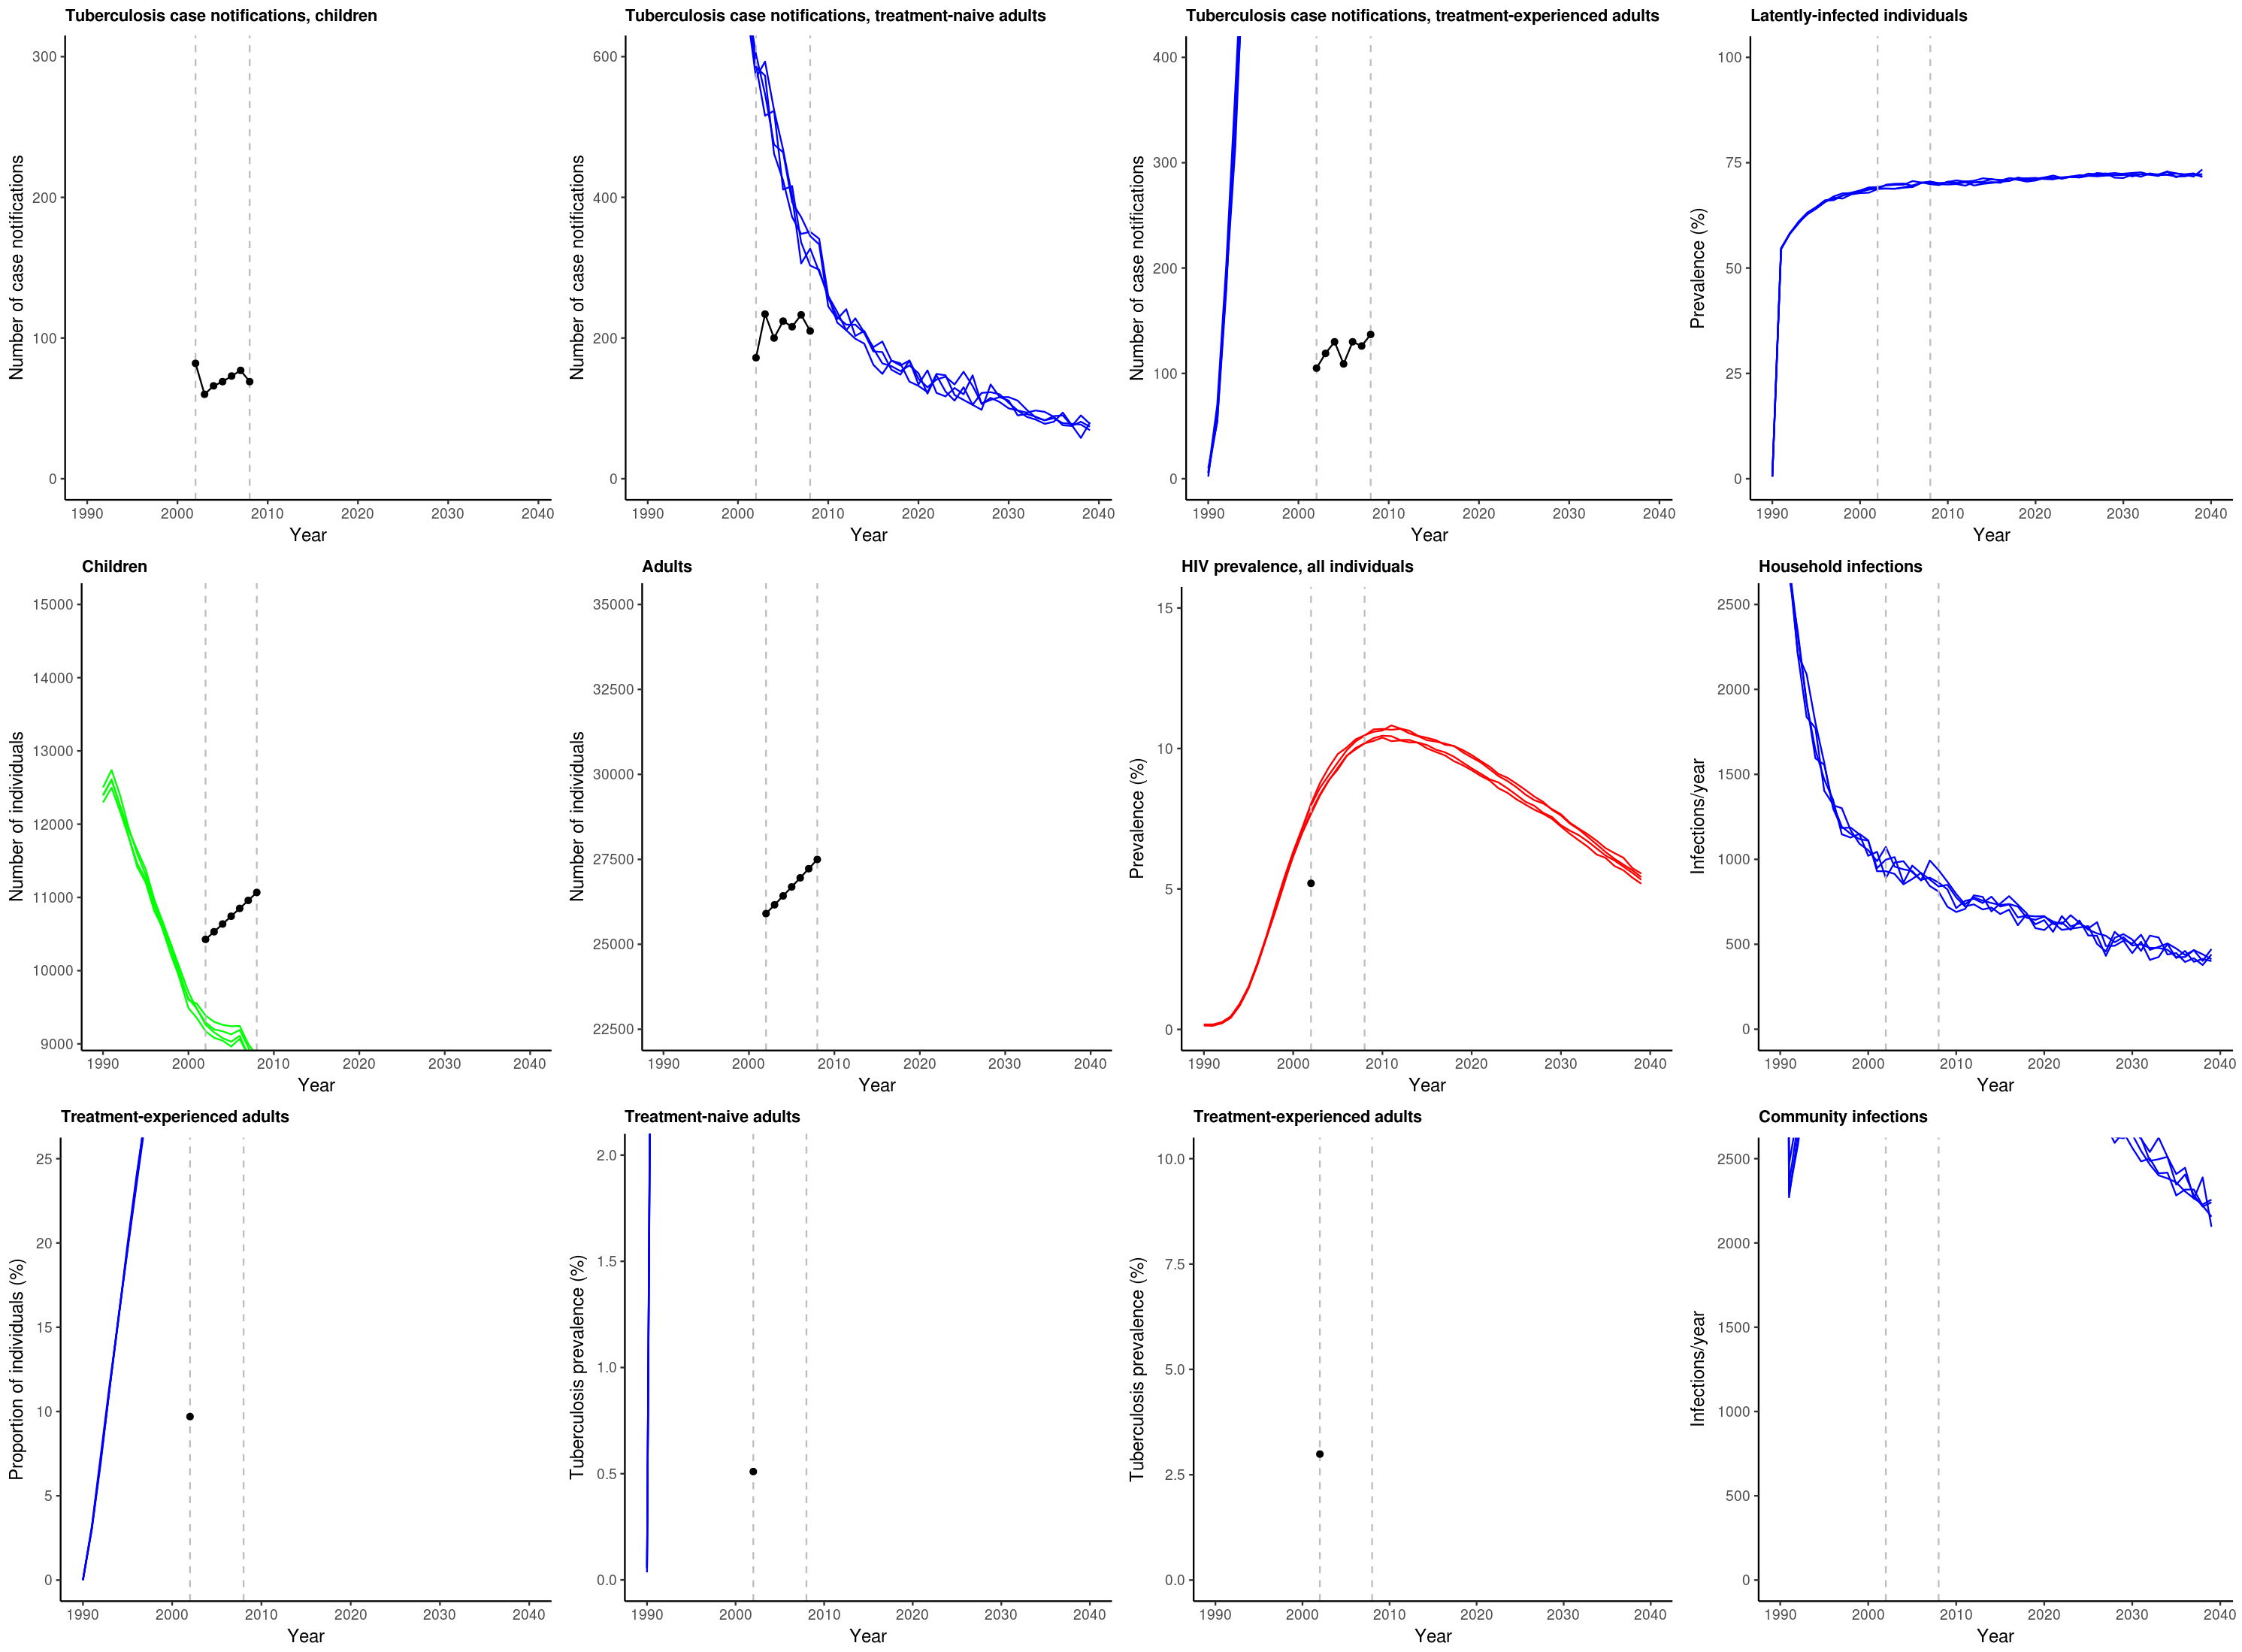 Tuberculosis case notifications, children
Number of case notifications
300
200
100
0
1990 2000 2010 2020 2030 2040
Year
Tuberculosis case notifications, treatment-naive adults
Number of case notifications
600
400
200
0
1990 2000 2010 2020 2030 2040
Year
Tuberculosis case notifications, treatment-experienced adults
Number of case notifications
400
300
200
100
0
1990 2000 2010 2020 2030 2040
Year
Latently-infected individuals
Prevalence (%)
100
75
50
25
0
1990 2000 2010 2020 2030 2040
Year
Children
Number of individuals
15000
14000
13000
12000
11000
10000
9000
1990 2000 2010 2020 2030 2040
Year
Adults
Number of individuals
35000
32500
30000
27500
25000
22500
1990 2000 2010 2020 2030 2040
Year
HIV prevalence, all individuals
Prevalence (%)
15
10
5
0
1990 2000 2010 2020 2030 2040
Year
Household infections
Infections/year
2500
2000
1500
1000
500
0
1990 2000 2010 2020 2030 2040
Year
Treatment-experienced adults
Proportion of individuals (%)
25
20
15
10
5
0
1990 2000 2010 2020 2030 2040
Year
Treatment-naive adults
Tuberculosis prevalence (%)
2.0
1.5
1.0
0.5
0.0
1990 2000 2010 2020 2030 2040
Year
Treatment-experienced adults
Tuberculosis prevalence (%)
10.0
7.5
5.0
2.5
0.0
1990 2000 2010 2020 2030 2040
Year
Community infections
Infections/year
2500
2000
1500
1000
500
0
1990 2000 2010 2020 2030 2040
Year